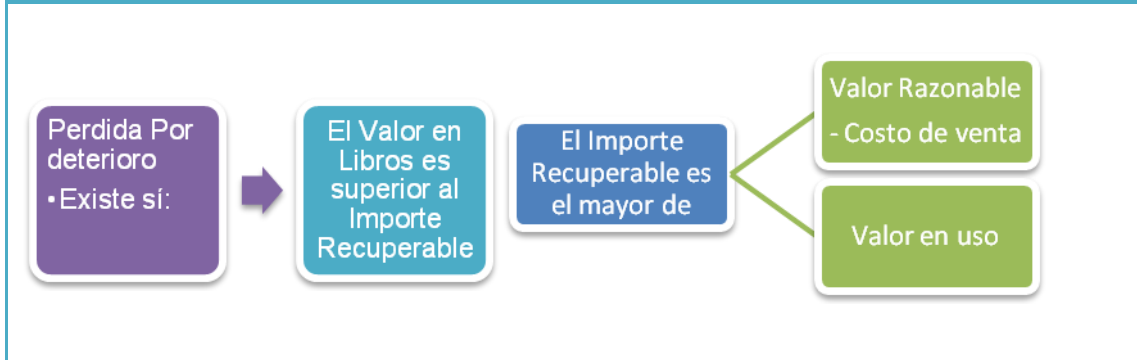 Perdida Por
deterioro
•Existe sí:
El Valor en
Libros es
superior al
Importe
Recuperable
El Importe
Recuperable es
el mayor de
Valor Razonable
- Costo de venta
Valor en uso